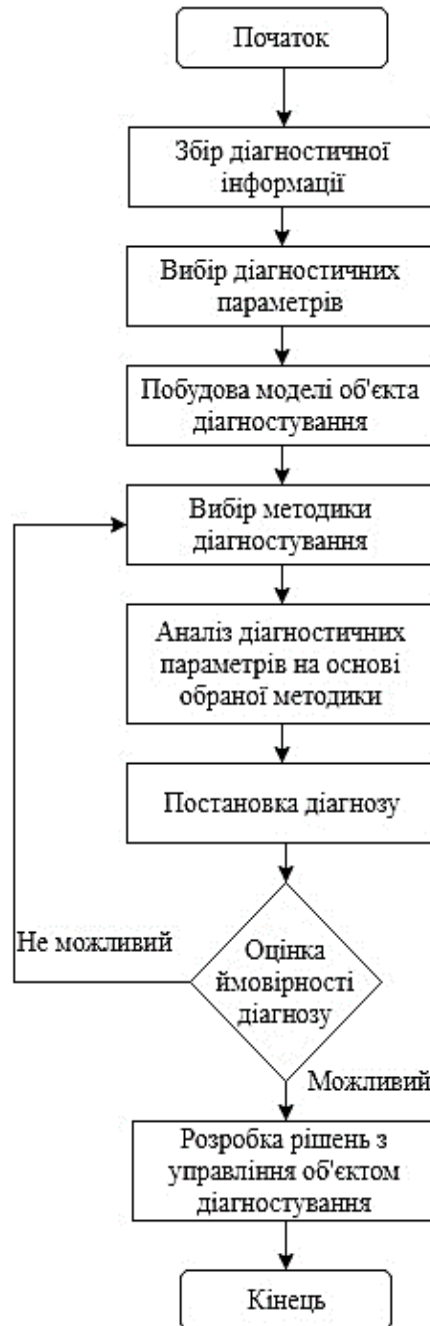 Початок
Збір діагностичної
інформації
Вибір діагностичних
параметрів
Побудова моделі об'єкта
діагностування
Вибір методики
діагностування
Аналіз діагностичних
параметрів на основі
обраної методики
Постановка діагнозу
Не можливий
Оцінка
ймовірності
діагнозу
Можливий
Розробка рішень з
управління об'єктом
діагностування
Кінець